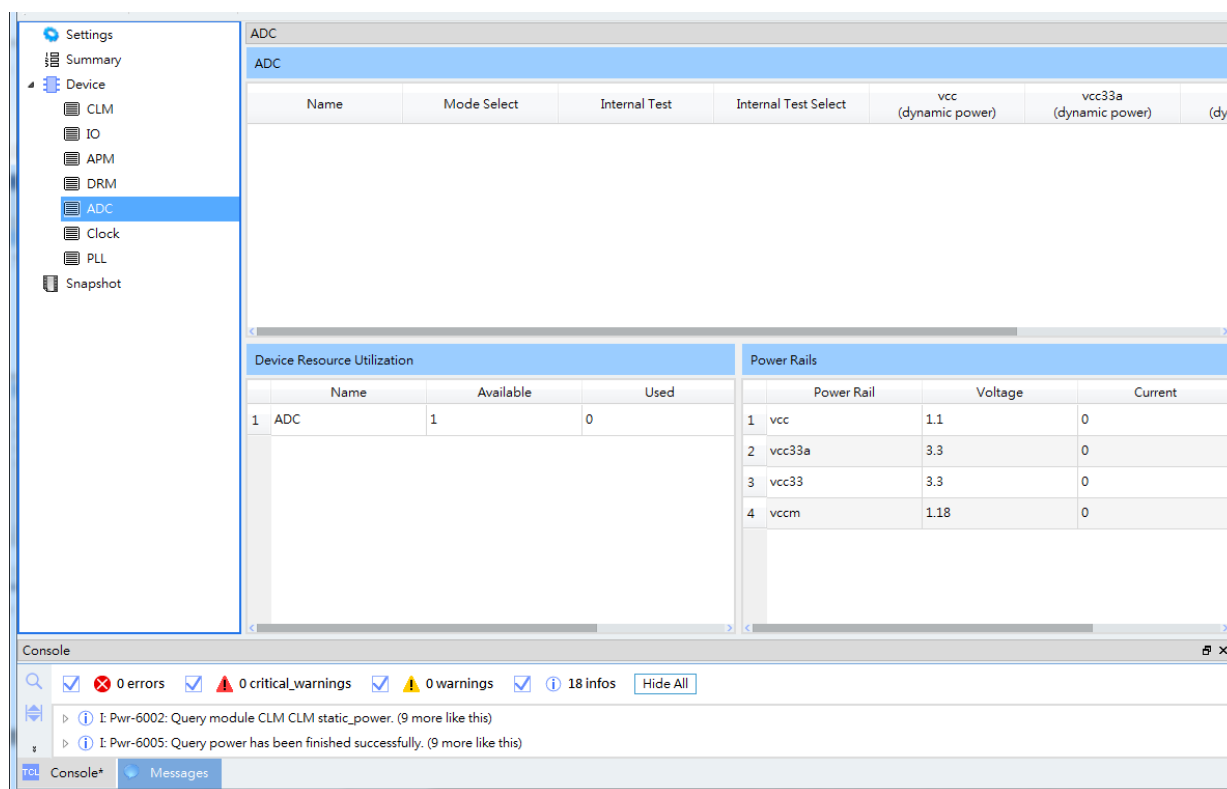 Settings
Summary
Device
CLM
IO
APM
DRM
ADC
Clock
PLL
Snapshot
ADC
ADC
Name Mode Select Internal Test Internal Test Select vcc (dynamic power) vcc33a (dynamic power) (dy
Device Resource Utilization
Name Available Used
1 ADC 1 0
Power Rails
Power Rail Voltage Current
1 vcc 1.1 0
2 vcc33a 3.3 0
3 vcc33 3.3 0
4 vccm 1.18 0
Console
0 errors 0 critical_warnings 0 warnings 18 infos Hide All
I: Pwr-6002: Query module CLM CLM static_power. (9 more like this)
I: Pwr-6005: Query power has been finished successfully. (9 more like this)
TCL Console* Messages